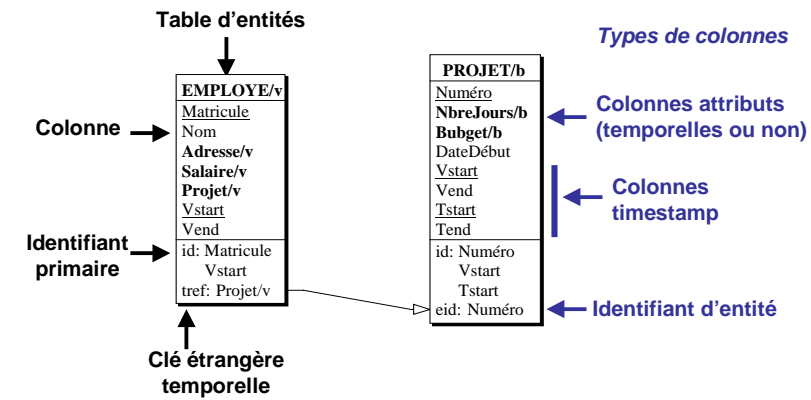 Table d'entités
Types de colonnes
EMPLOYE/v
Matricule
Nom
Adresse/v
Salaire/v
Projet/v
Vstart
Vend
id: Matricule
Vstart
tref: Projet/v
Colonne
Identifiant
primaire
Clé étrangère
temporelle
PROJET/b
Numéro
NbreJours/b
Bubget/b
DateDébut
Vstart
Vend
Tstart
Tend
id: Numéro
Vstart
Tstart
eid: Numéro
Colonnes attributs
(temporelles ou non)
Colonnes
timestamp
Identifiant d'entité